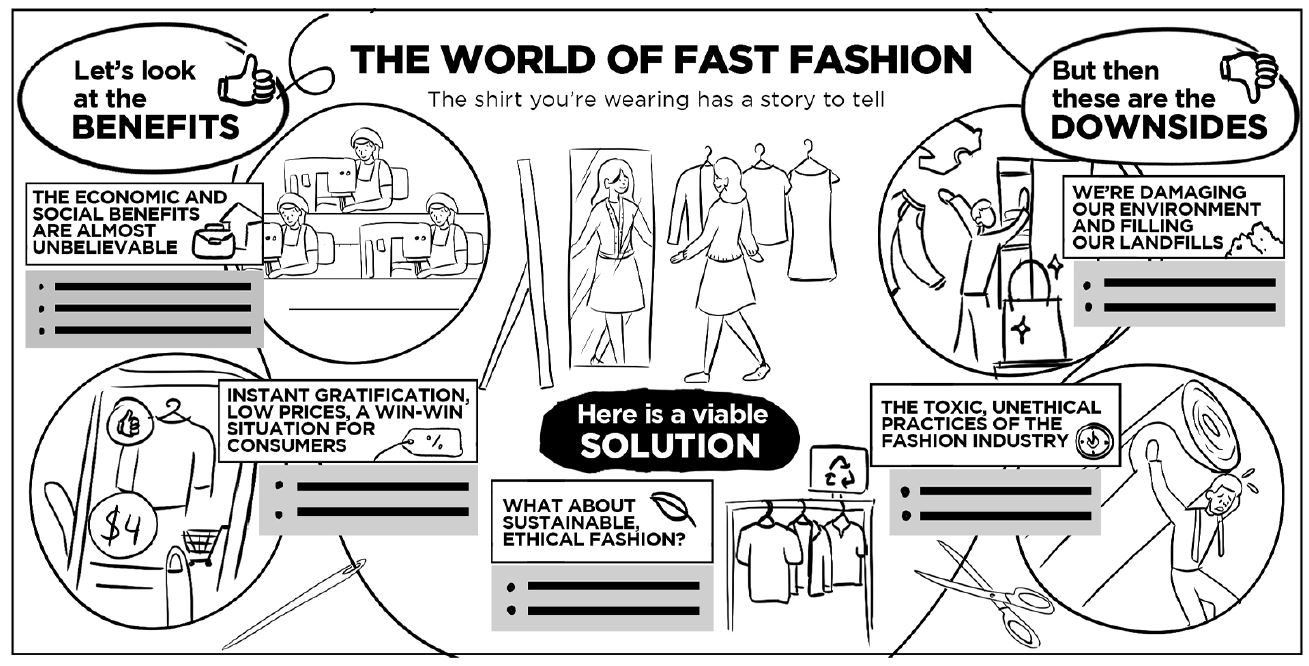 THE WORLD OF FAST FASHION
The shirt you're wearing has a story to tell
Let's look
at the
BENEFITS
THE ECONOMIC AND
SOCIAL BENEFITS
ARE ALMOST
UNBELIEVABLE
INSTANT GRATIFICATION,
LOW PRICES, A WIN-WIN
SITUATION FOR
CONSUMERS
%
$4
Here is a viable
SOLUTION
WHAT ABOUT
SUSTAINABLE,
ETHICAL FASHION?
But then
these are the
DOWNSIDES
WE'RE DAMAGING
OUR ENVIRONMENT
AND FILLING
OUR LANDFILLS
THE TOXIC, UNETHICAL
PRACTICES OF THE
FASHION INDUSTRY